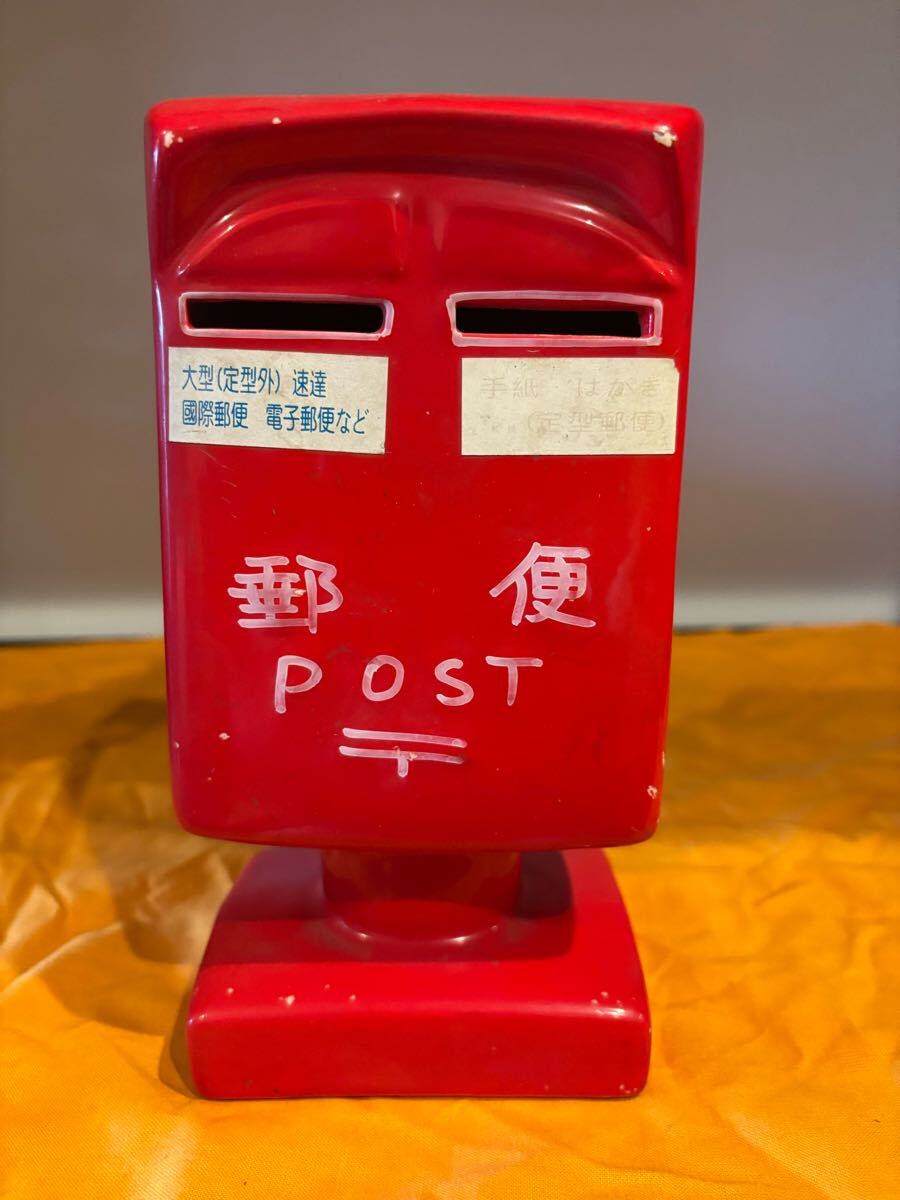 大型(定型外) 速達
國際郵便 電子郵便など
手紙 はがき
(定型郵便)
郵便
POST
〒